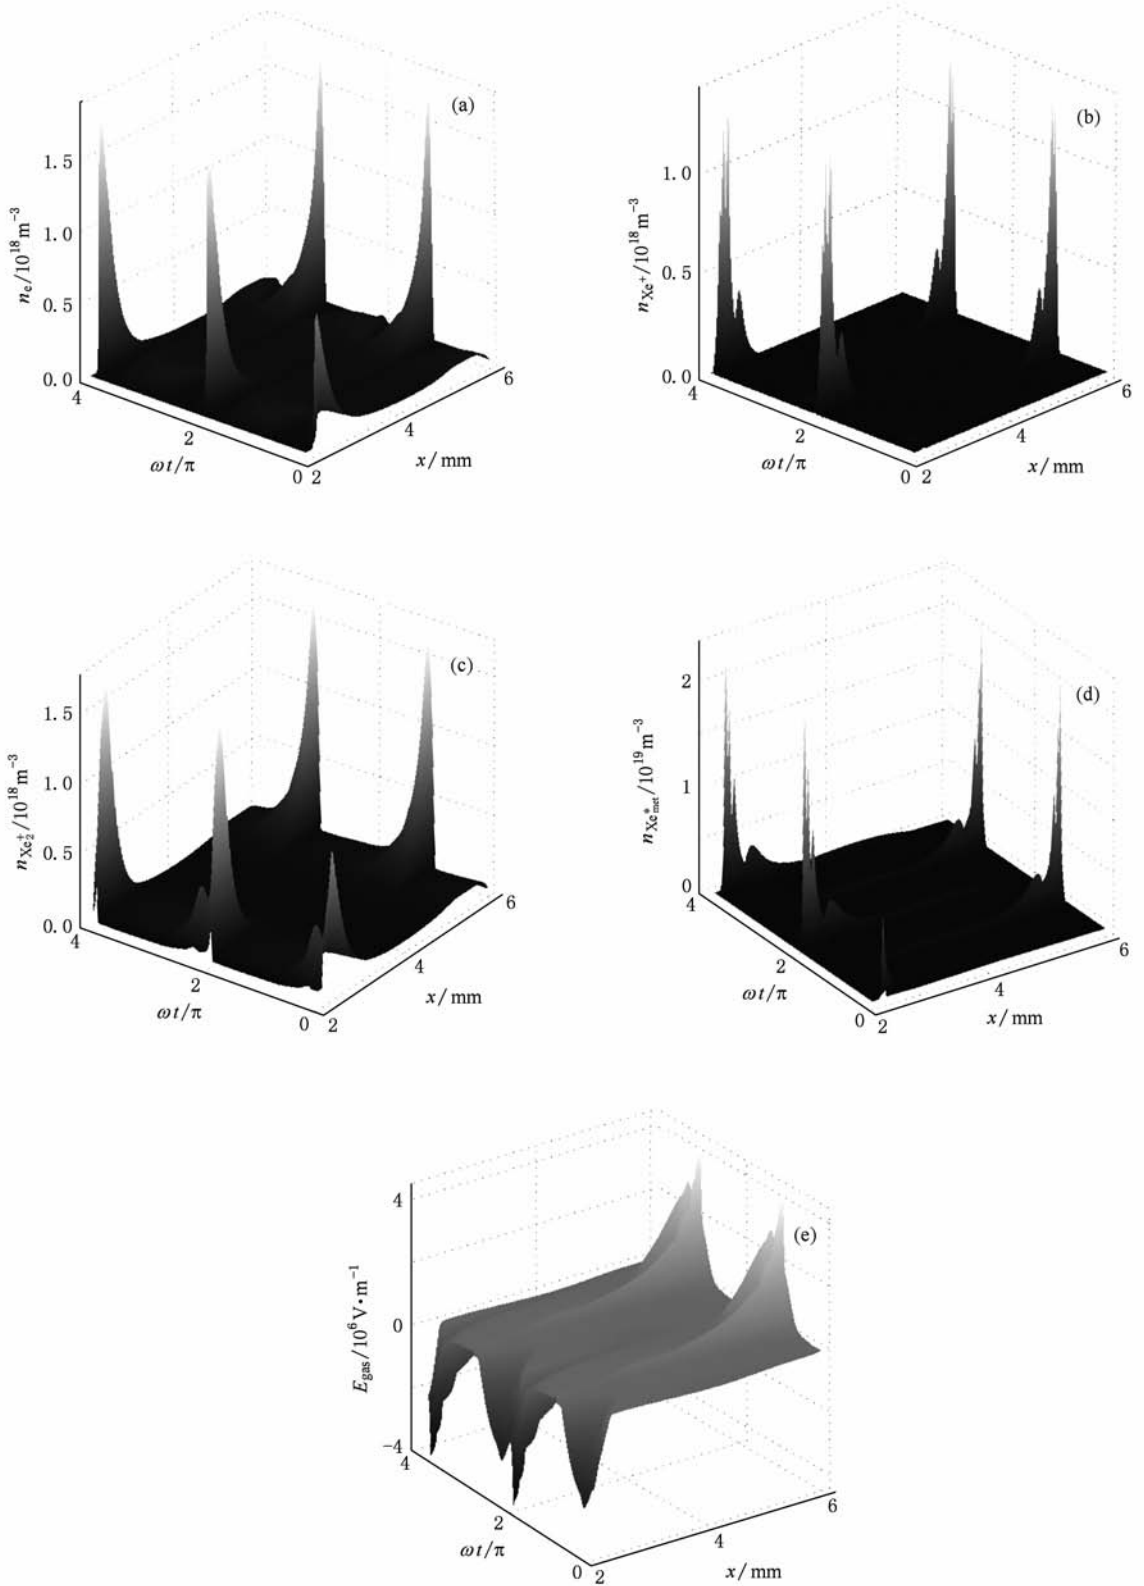 (a)
n_e/10^18 m^-3
1.5
1.0
0.5
0.0
4
2
0
ωt/π
2
4
6
x/mm
(b)
n_Xe+/10^18 m^-3
1.0
0.5
0.0
4
2
0
ωt/π
2
4
6
x/mm
(c)
n_Xe2+/10^18 m^-3
1.5
1.0
0.5
0.0
4
2
0
ωt/π
2
4
6
x/mm
(d)
n_Xe*met/10^19 m^-3
2
1
0
4
2
0
ωt/π
2
4
6
x/mm
(e)
E_gas/10^6 V•m^-1
4
0
−4
4
2
0
ωt/π
2
4
6
x/mm